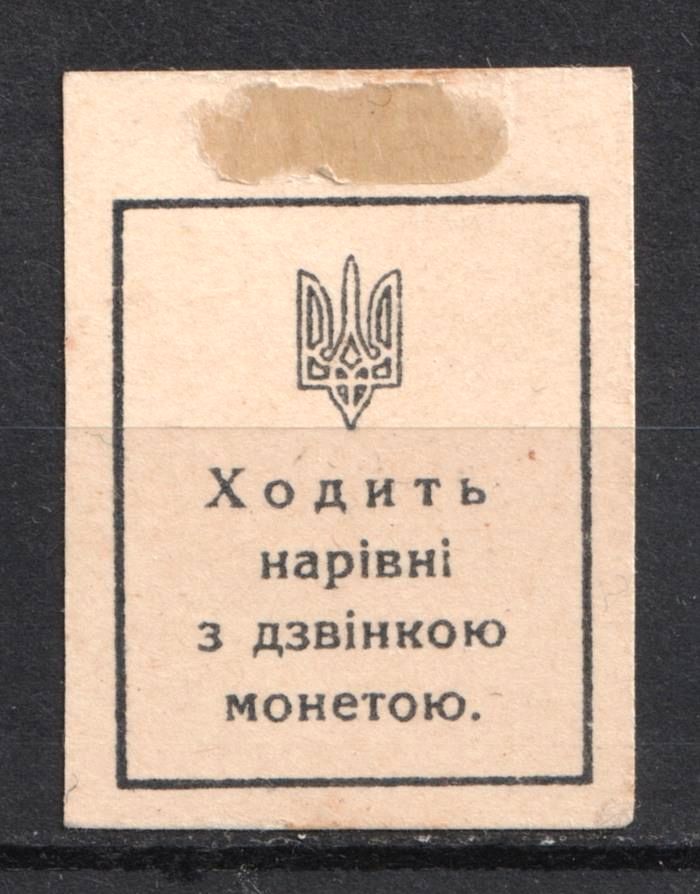 Ходить
нарівні
з дзвінкою
монетою.